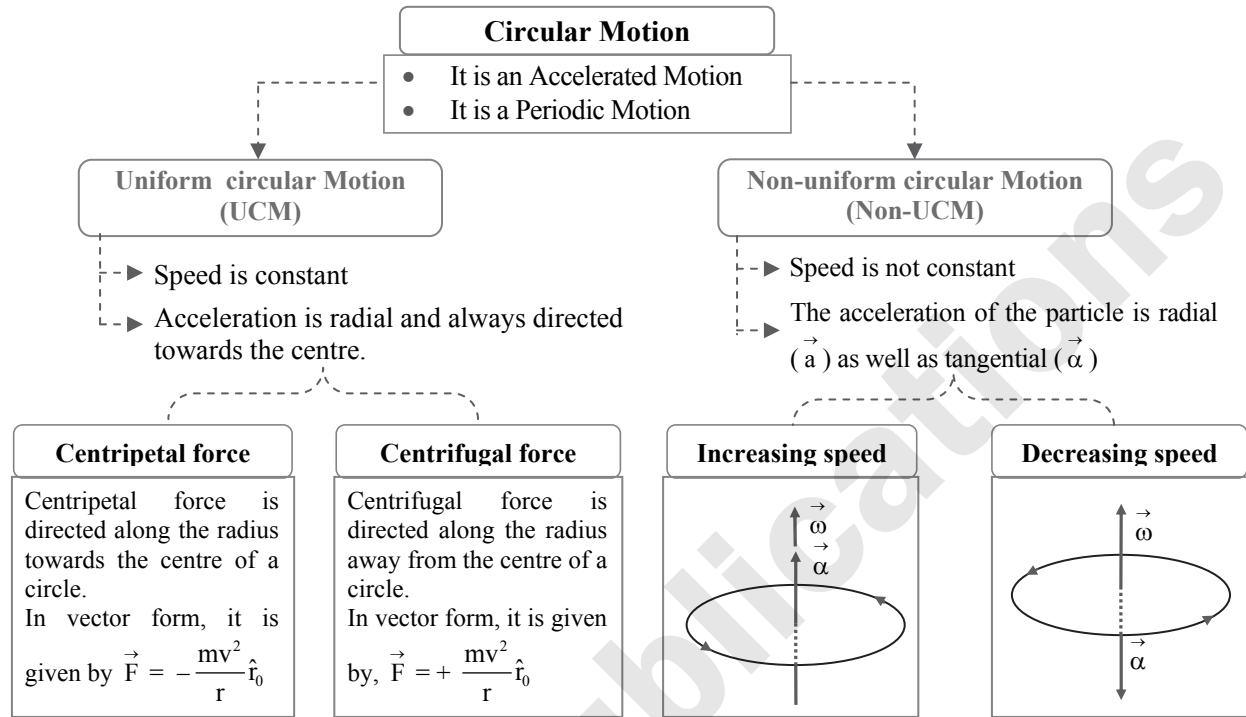 Circular Motion
• It is an Accelerated Motion
• It is a Periodic Motion
Uniform circular Motion
(UCM)
Non-uniform circular Motion
(Non-UCM)
Speed is constant
Acceleration is radial and always directed
towards the centre.
Speed is not constant
The acceleration of the particle is radial
(a⃗) as well as tangential (α⃗)
Centripetal force
Centripetal force is
directed along the radius
towards the centre of a
circle.
In vector form, it is
given by F⃗ = − mv²/r r̂₀
Centrifugal force
Centrifugal force is
directed along the radius
away from the centre of a
circle.
In vector form, it is given
by, F⃗ = + mv²/r r̂₀
Increasing speed
ω⃗
α⃗
Decreasing speed
ω⃗
α⃗